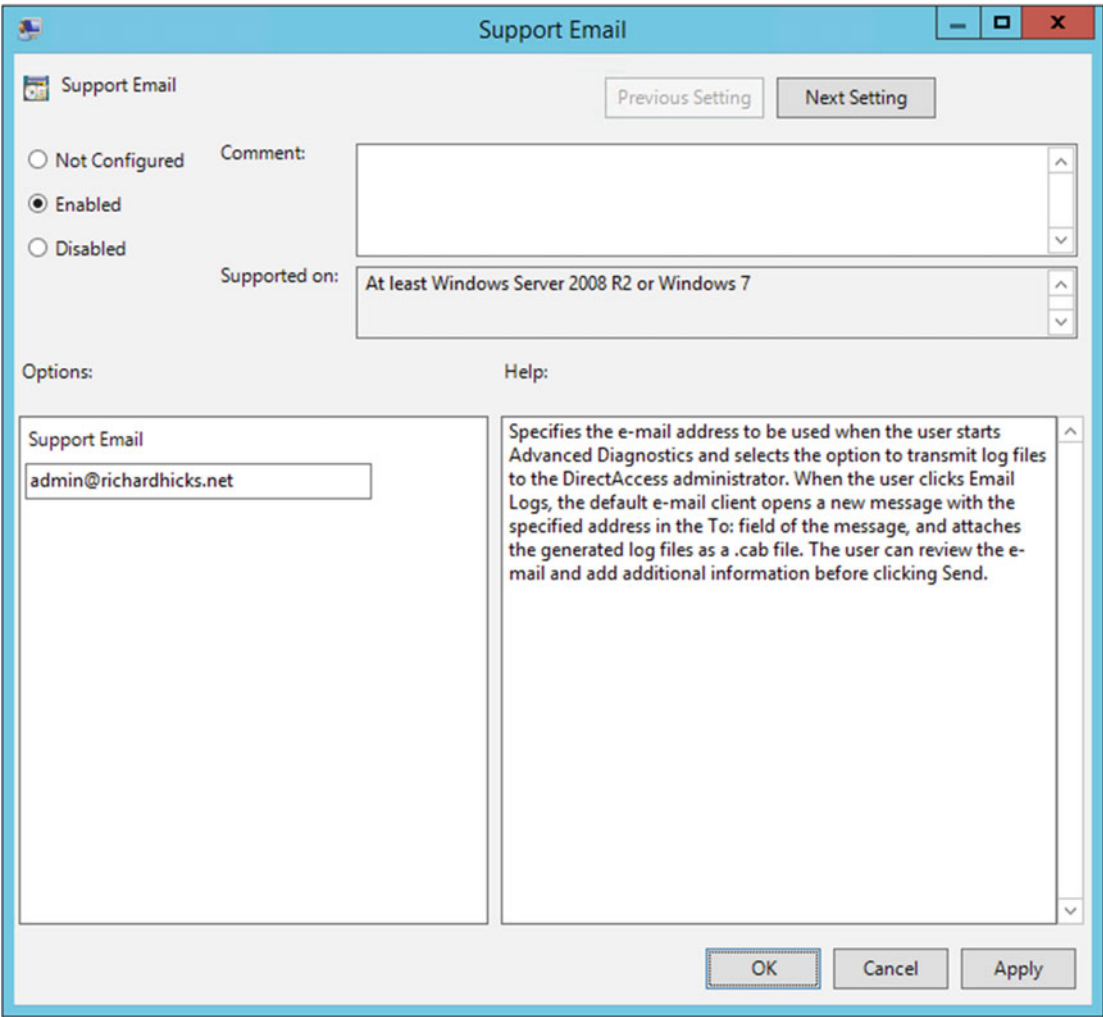 Support Email
Support Email
Previous Setting
Next Setting
Not Configured
Comment:
Enabled
Disabled
Supported on:
At least Windows Server 2008 R2 or Windows 7
Options:
Help:
Support Email
admin@richardhicks.net
Specifies the e-mail address to be used when the user starts
Advanced Diagnostics and selects the option to transmit log files
to the DirectAccess administrator. When the user clicks Email
Logs, the default e-mail client opens a new message with the
specified address in the To: field of the message, and attaches
the generated log files as a .cab file. The user can review the e-
mail and add additional information before clicking Send.
OK
Cancel
Apply